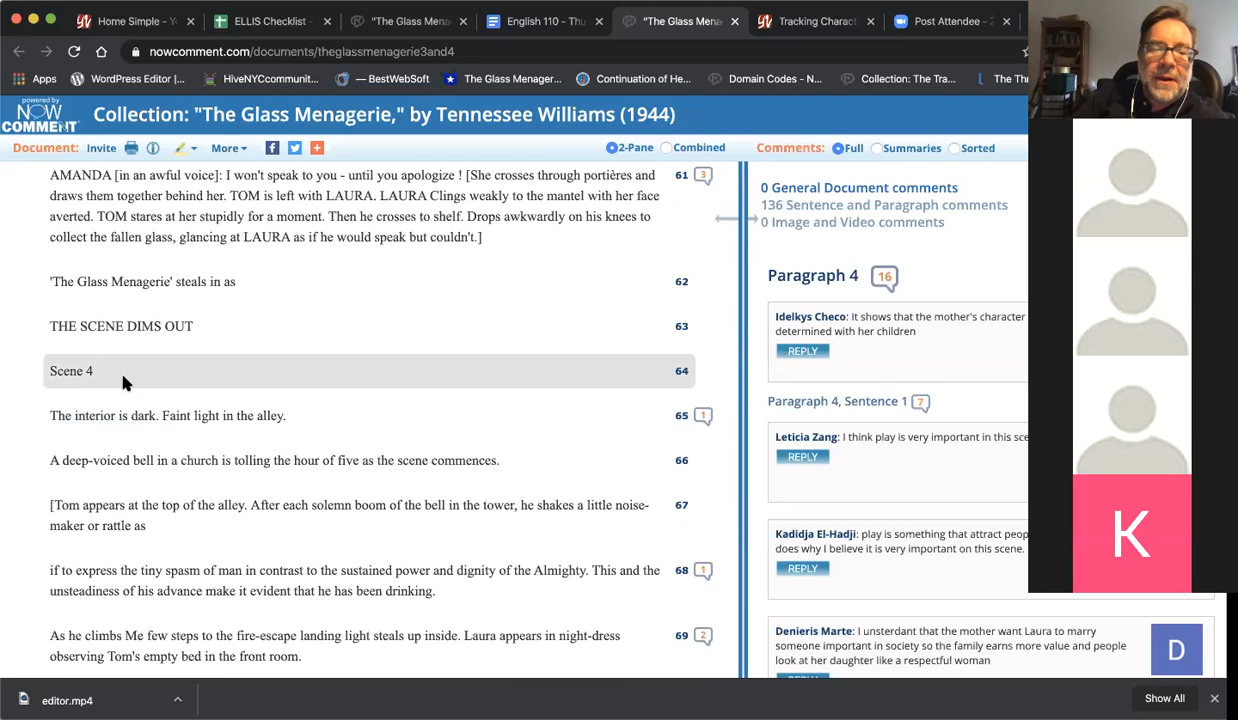 Home Simple - Y
ELLIS Checklist -
"The Glass Mena
English 110 - Thu
"The Glass Mena
Tracking Charact
Post Attendee -
nowcomment.com/documents/theglassmenagerie3and4
Apps
WordPress Editor |...
HiveNYCcommunit...
— BestWebSoft
The Glass Menager...
Continuation of He...
Domain Codes - N...
Collection: The Tra...
The Th
powered by
NOW
COMMENT
Collection: "The Glass Menagerie," by Tennessee Williams (1944)
Document: Invite More
2-Pane Combined
Comments: Full Summaries Sorted
AMANDA [in an awful voice]: I won't speak to you - until you apologize ! [She crosses through portières and 61 3
draws them together behind her. TOM is left with LAURA. LAURA Clings weakly to the mantel with her face
averted. TOM stares at her stupidly for a moment. Then he crosses to shelf. Drops awkwardly on his knees to
collect the fallen glass, glancing at LAURA as if he would speak but couldn't.]
'The Glass Menagerie' steals in as 62
THE SCENE DIMS OUT 63
Scene 4 64
The interior is dark. Faint light in the alley. 65 1
A deep-voiced bell in a church is tolling the hour of five as the scene commences. 66
[Tom appears at the top of the alley. After each solemn boom of the bell in the tower, he shakes a little noise- 67
maker or rattle as
if to express the tiny spasm of man in contrast to the sustained power and dignity of the Almighty. This and the 68 1
unsteadiness of his advance make it evident that he has been drinking.
As he climbs Me few steps to the fire-escape landing light steals up inside. Laura appears in night-dress 69 2
observing Tom's empty bed in the front room.
0 General Document comments
136 Sentence and Paragraph comments
0 Image and Video comments
Paragraph 4 16
Idelkys Checo: It shows that the mother's character
determined with her children
REPLY
Paragraph 4, Sentence 1 7
Leticia Zang: I think play is very important in this sce
REPLY
Kadidja El-Hadji: play is something that attract peop
does why I believe it is very important on this scene.
REPLY
Denieris Marte: I unsterdant that the mother want Laura to marry
someone important in society so the family earns more value and people
look at her daughter like a respectful woman
REPLY
D
K
editor.mp4
Show All